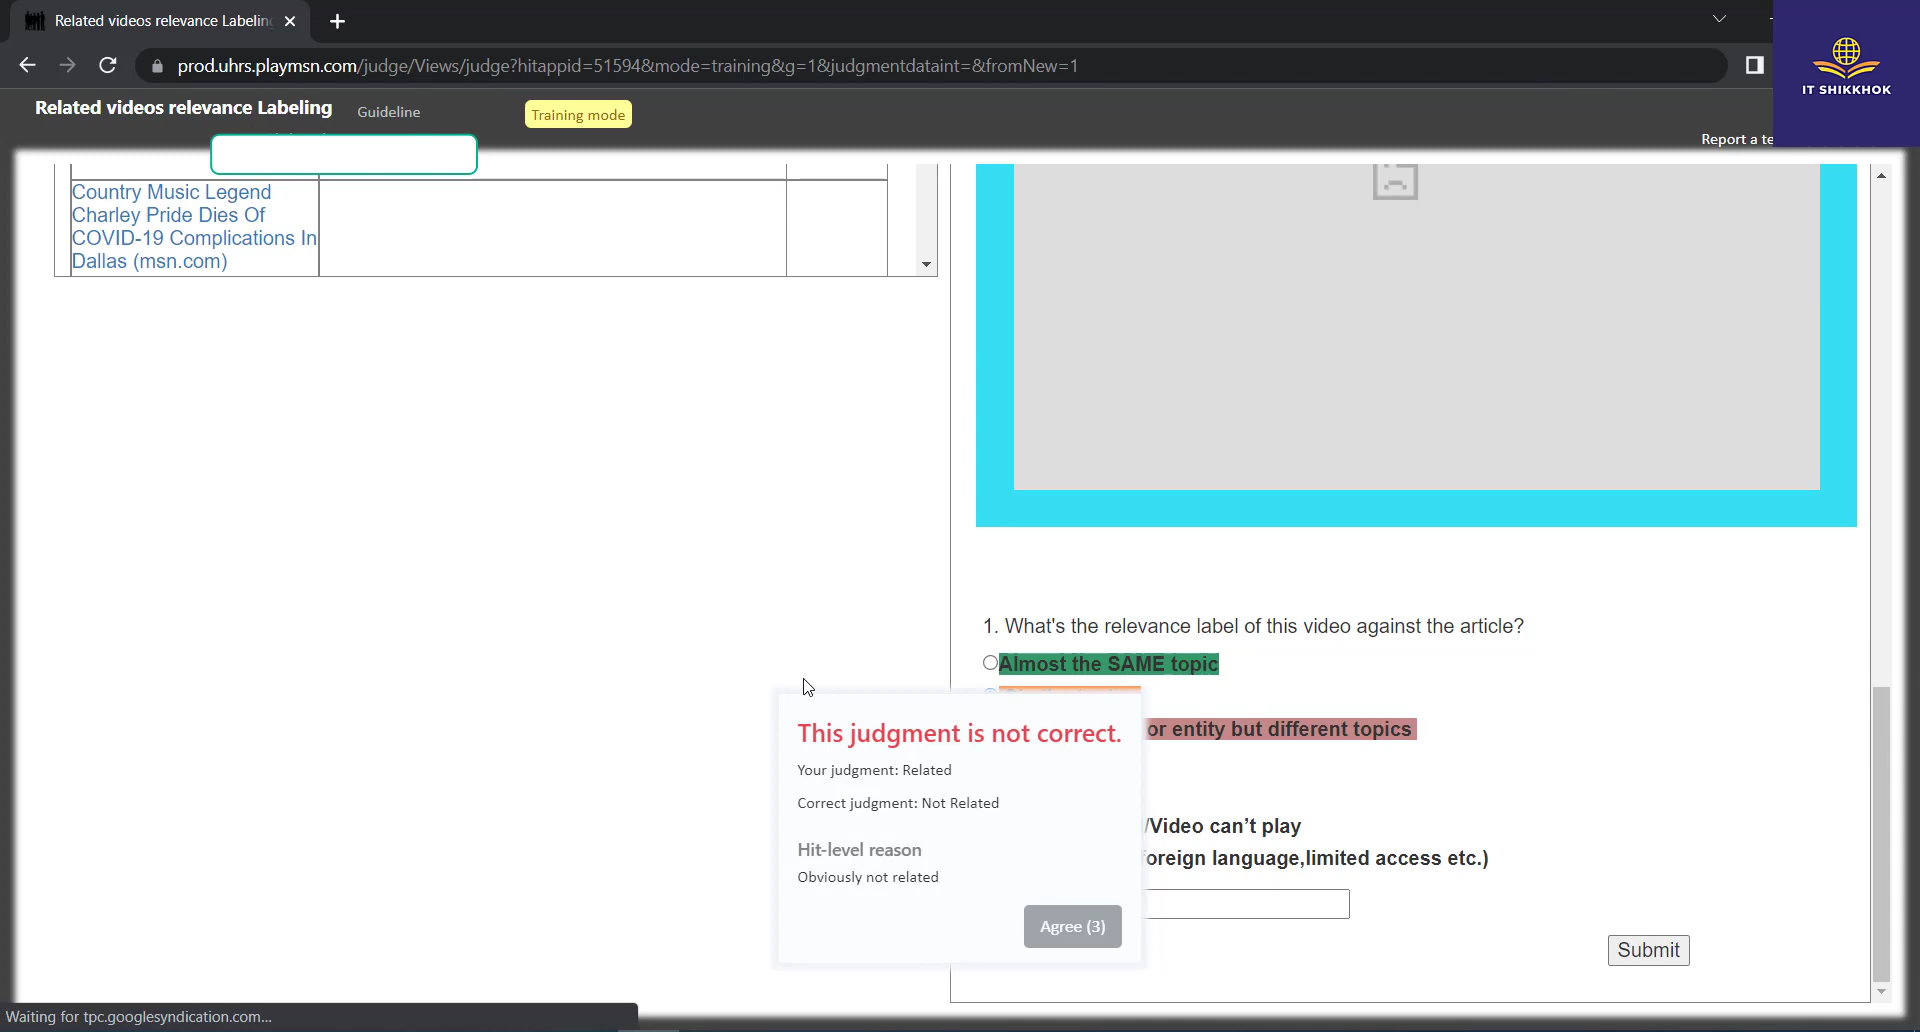 Related videos relevance Labelin
prod.uhrs.playmsn.com/judge/Views/judge?hitappid=51594&mode=training&g=1&judgmentdataint=&fromNew=1
IT SHIKKHOK
Related videos relevance Labeling
Guideline
Training mode
Report a te
Country Music Legend
Charley Pride Dies Of
COVID-19 Complications In
Dallas (msn.com)
1. What's the relevance label of this video against the article?
Almost the SAME topic
or entity but different topics
This judgment is not correct.
Your judgment: Related
Correct judgment: Not Related
Hit-level reason
Obviously not related
Agree (3)
/Video can't play
oreign language,limited access etc.)
Submit
Waiting for tpc.googlesyndication.com...